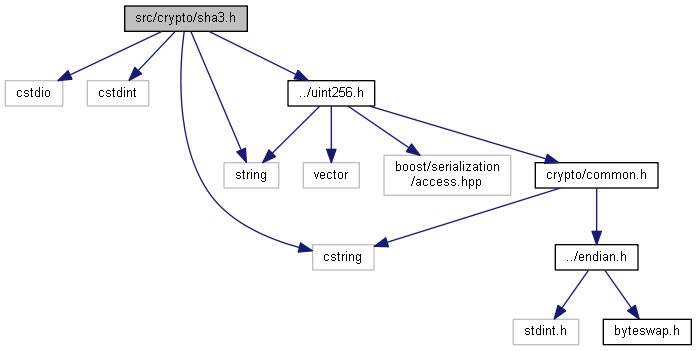 src/crypto/sha3.h
cstdio
cstdint
../uint256.h
string
vector
boost/serialization
/access.hpp
crypto/common.h
cstring
../endian.h
stdint.h
byteswap.h